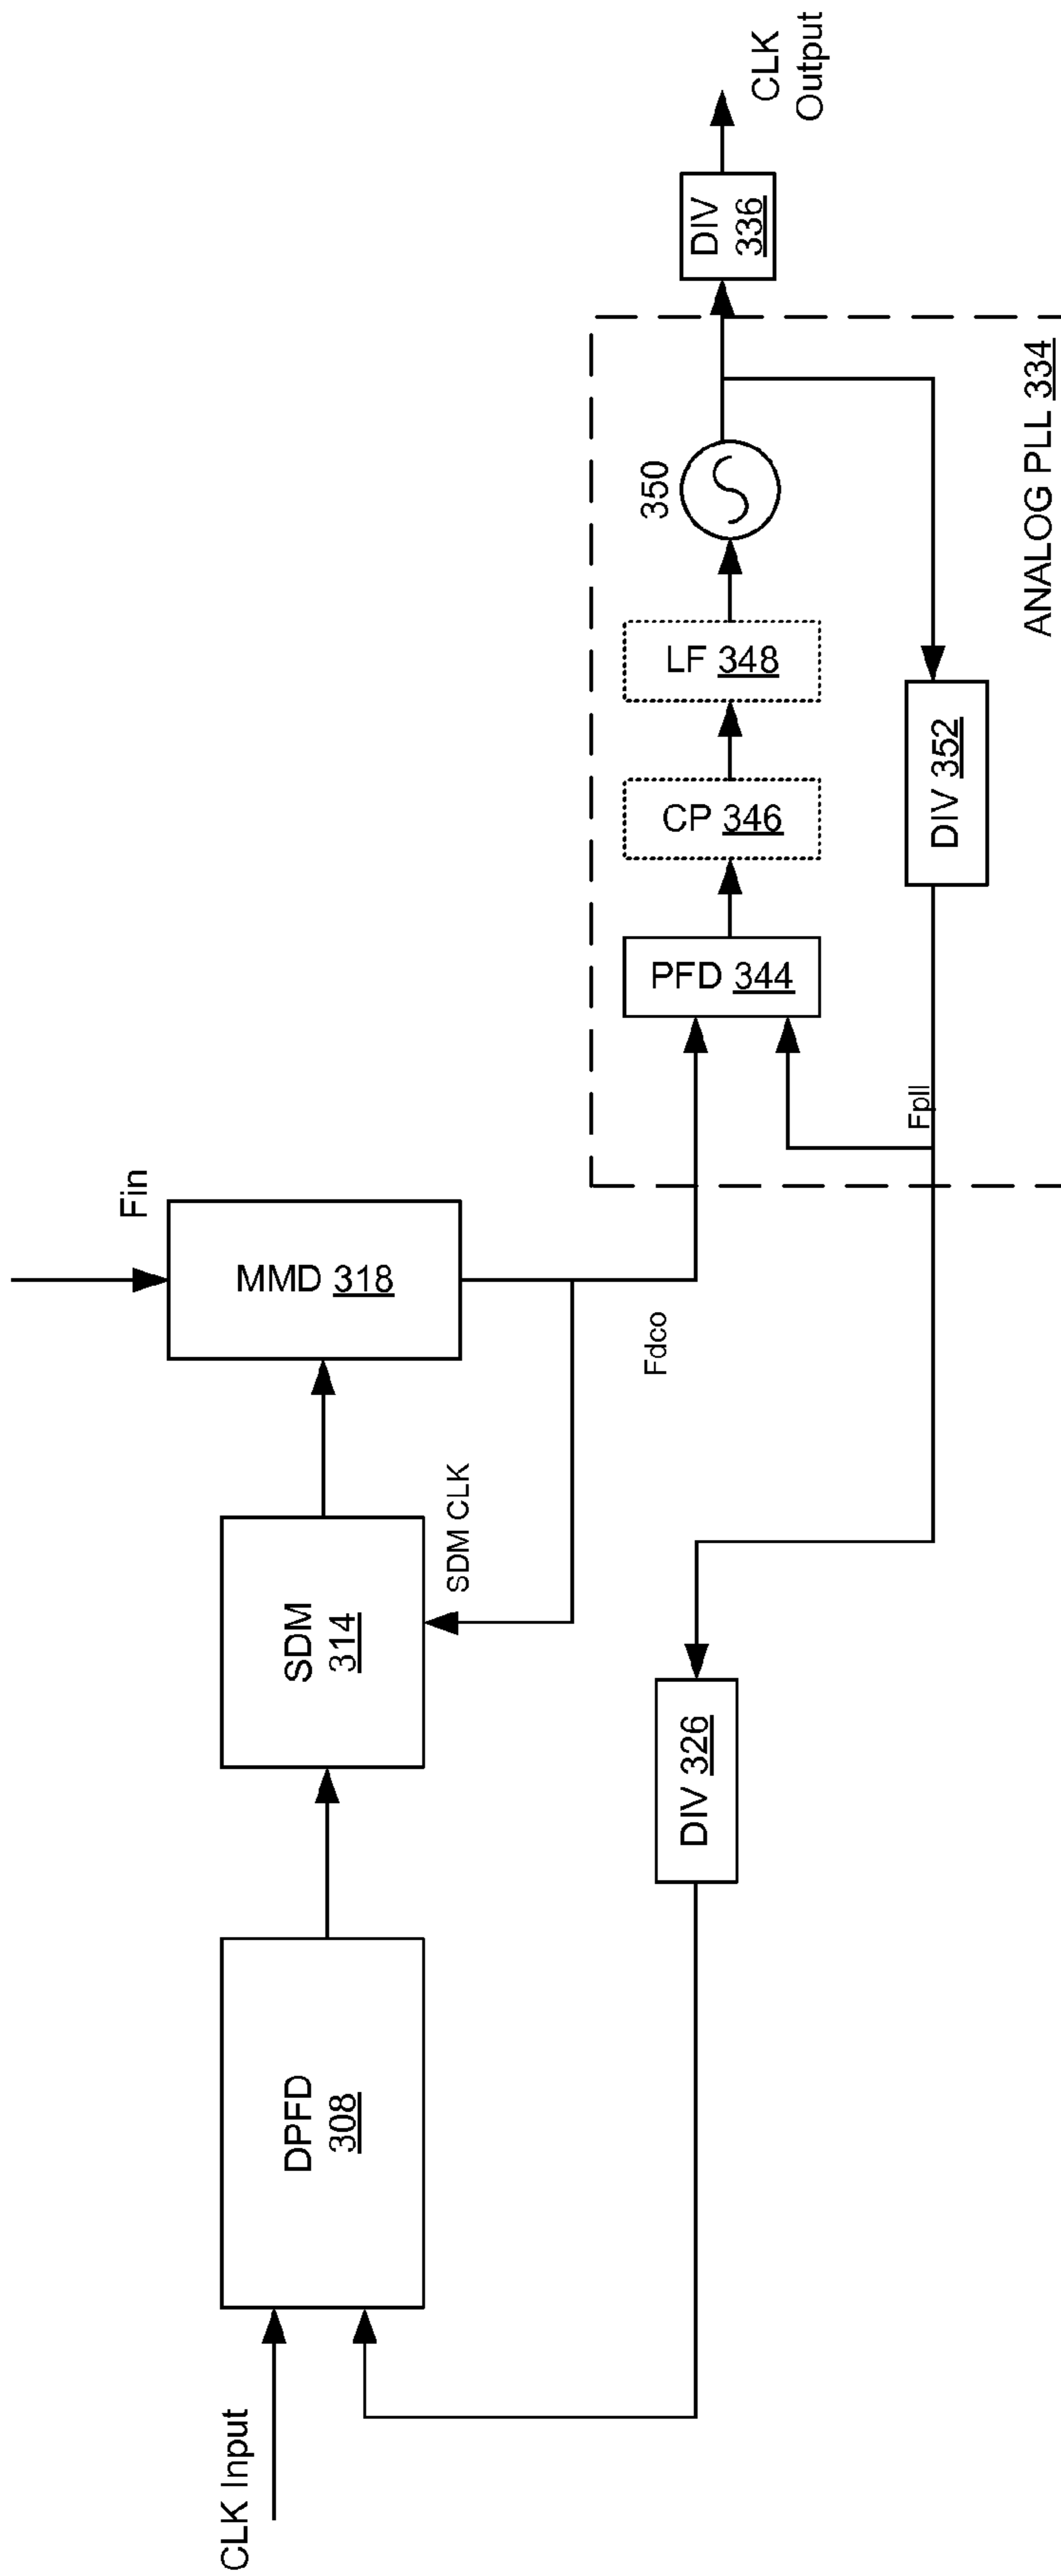 CLK Input
DPFD
308
SDM
314
SDM CLK
MMD 318
Fin
Fdco
DIV 326
Fpll
PFD 344
CP 346
LF 348
350
DIV 352
ANALOG PLL 334
DIV
336
CLK
Output